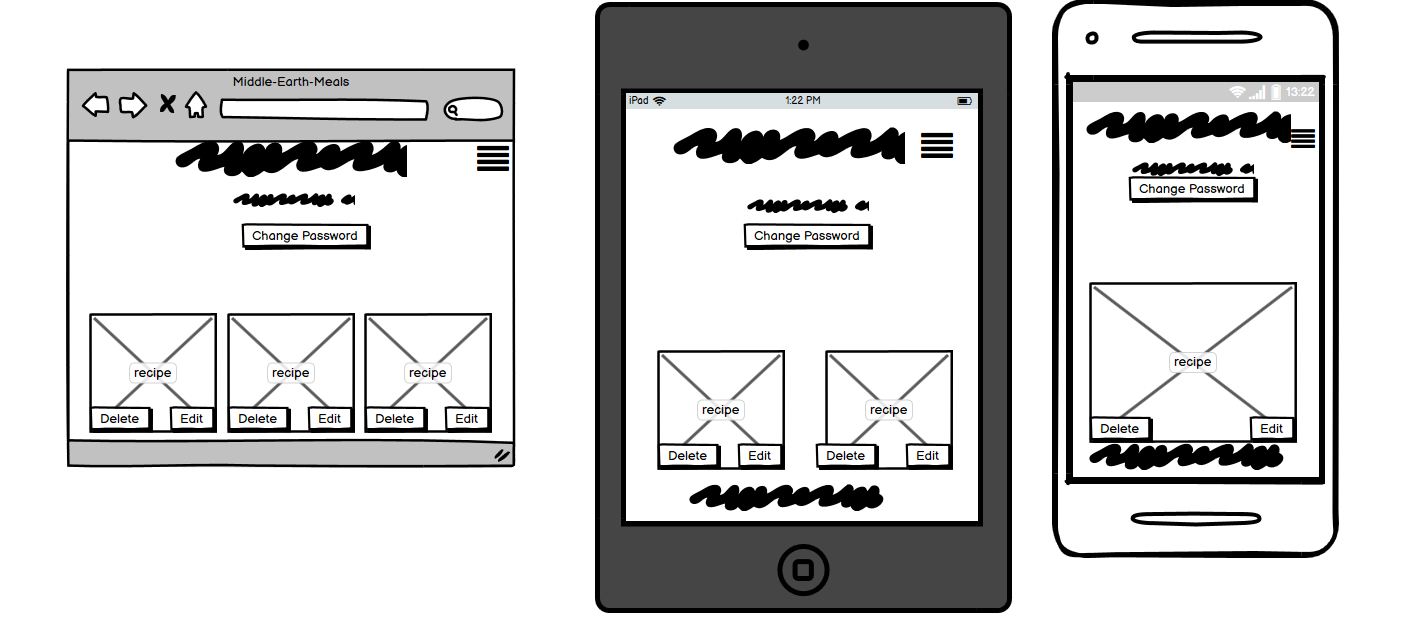 Middle-Earth-Meals
Change Password
recipe recipe recipe
Delete Edit Delete Edit Delete Edit
iPad 1:22 PM
Change Password
recipe recipe
Delete Edit Delete Edit
13:22
Change Password
recipe
Delete Edit